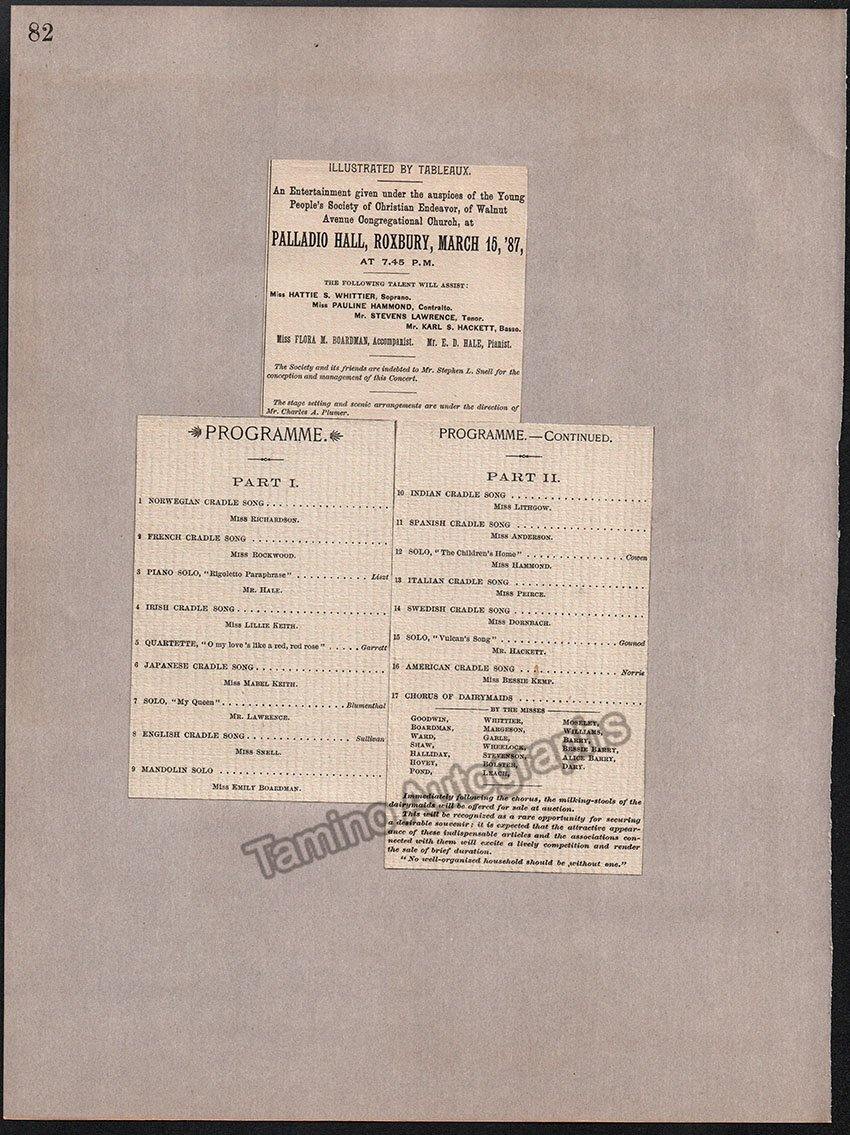 82
ILLUSTRATED BY TABLEAUX.
An Entertainment given under the auspices of the Young
People's Society of Christian Endeavor, of Walnut
Avenue Congregational Church, at
PALLADIO HALL, ROXBURY, MARCH 15, '87,
AT 7.45 P.M.
THE FOLLOWING TALENT WILL ASSIST:
Miss HATTIE S. WHITTIER, Soprano.
Miss PAULINE HAMMOND, Contralto.
Mr. STEVENS LAWRENCE, Tenor.
Mr. KARL S. HACKETT, Basso.
Miss FLORA M. BOARDMAN, Accompanist. Mr. E. D. HALE, Pianist.
The Society and its friends are indebted to Mr. Stephen L. Snell for the
conception and management of this Concert.
The stage setting and scenic arrangements are under the direction of
Mr. Charles A. Plumer.
PROGRAMME.
PART I.
1 NORWEGIAN CRADLE SONG
MISS RICHARDSON.
2 FRENCH CRADLE SONG
MISS ROCKWOOD.
3 PIANO SOLO, "Rigoletto Paraphrase" Liszt
MR. HALE.
4 IRISH CRADLE SONG
MISS LILLIE KEITH.
5 QUARTETTE, "O my love's like a red, red rose" Garrett
6 JAPANESE CRADLE SONG
MISS MABEL KEITH.
7 SOLO, "My Queen" Blumenthal
MR. LAWRENCE.
8 ENGLISH CRADLE SONG Sullivan
MISS SNELL.
9 MANDOLIN SOLO
MISS EMILY BOARDMAN.
PROGRAMME.—CONTINUED.
PART II.
10 INDIAN CRADLE SONG
MISS LITHGOW.
11 SPANISH CRADLE SONG
MISS ANDERSON.
12 SOLO, "The Children's Home" Cowen
MISS HAMMOND.
13 ITALIAN CRADLE SONG
MISS PEIRCE.
14 SWEDISH CRADLE SONG
MISS DORNBACH.
15 SOLO, "Vulcan's Song" Gounod
MR. HACKETT.
16 AMERICAN CRADLE SONG Norris
MISS BESSIE KEMP.
17 CHORUS OF DAIRYMAIDS
BY THE MISSES
GOODWIN, WHITTIER, MOSELEY,
BOARDMAN, MARGESON, WILLIAMS,
WARD, GABLE, BARRY,
SHAW, WHEELOCK, BESSIE BARRY,
HALLIDAY, STEVENSON, ALICE BARRY,
HOVEY, BOLSTER, DARY.
POND, LEACH,
Immediately following the chorus, the milking-stools of the
dairymaids will be offered for sale at auction.
This will be recognized as a rare opportunity for securing
a desirable souvenir; it is expected that the attractive appear-
ance of these indispensable articles and the associations con-
nected with them will excite a lively competition and render
the sale of brief duration.
"No well-organized household should be without one."
Tamino Autographs